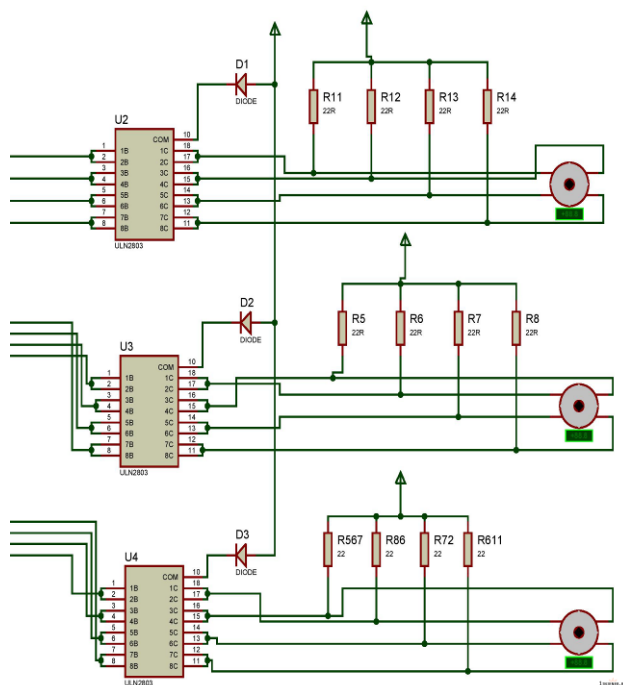 D1
DIODE
R11
22R
R12
22R
R13
22R
R14
22R
U2
1 1B
2 2B
3 3B
4 4B
5 5B
6 6B
7 7B
8 8B
COM 10
1C 18
2C 17
3C 16
4C 15
5C 14
6C 13
7C 12
8C 11
ULN2803
D2
DIODE
R5
22R
R6
22R
R7
22R
R8
22R
U3
1 1B
2 2B
3 3B
4 4B
5 5B
6 6B
7 7B
8 8B
COM 10
1C 18
2C 17
3C 16
4C 15
5C 14
6C 13
7C 12
8C 11
ULN2803
D3
DIODE
R567
22
R86
22
R72
22
R611
22
U4
1 1B
2 2B
3 3B
4 4B
5 5B
6 6B
7 7B
8 8B
COM 10
1C 18
2C 17
3C 16
4C 15
5C 14
6C 13
7C 12
8C 11
ULN2803